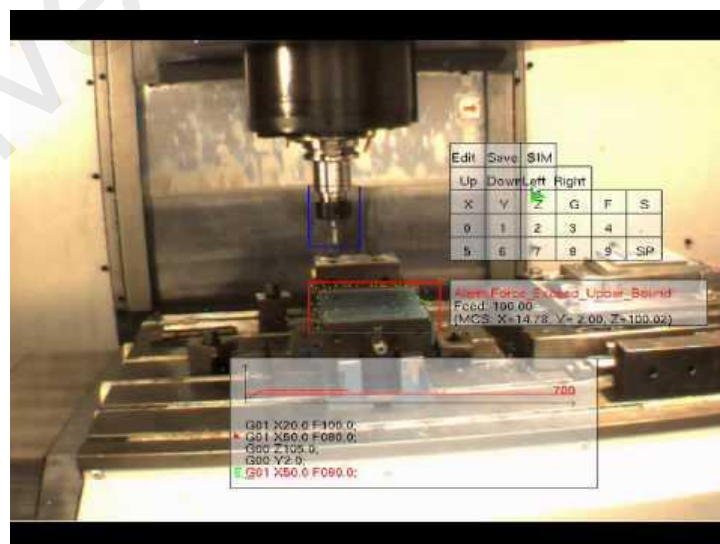 Edit Save SIM
Up Down Left Right
X Y Z G F S
0 1 2 3 4 .
5 6 7 8 9 SP
Alarm:Force_Exceed_Upper_Bound
Feed: 100.00
(MCS: X=14.78, Y= 2.00, Z=100.02)
700
G01 X20.0 F100.0;
G01 X50.0 F080.0;
G00 Z105.0;
G00 Y2.0;
G01 X50.0 F080.0;